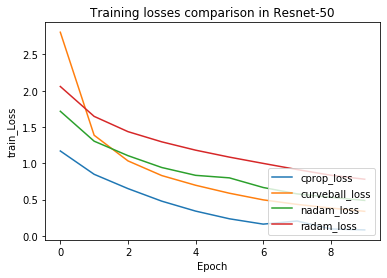 Training losses comparison in Resnet-50
train_Loss
2.5
2.0
1.5
1.0
0.5
0.0
0 2 4 6 8
Epoch
cprop_loss
curveball_loss
nadam_loss
radam_loss